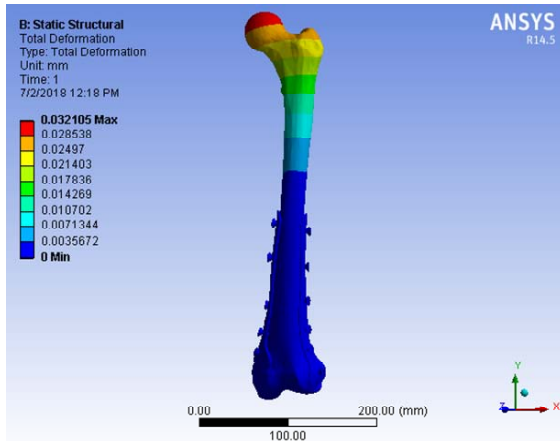 B: Static Structural
Total Deformation
Type: Total Deformation
Unit: mm
Time: 1
7/2/2018 12:18 PM
0.032105 Max
0.028538
0.02497
0.021403
0.017836
0.014269
0.010702
0.0071344
0.0035672
0 Min
ANSYS
R14.5
0.00
200.00 (mm)
100.00
Y
Z
X